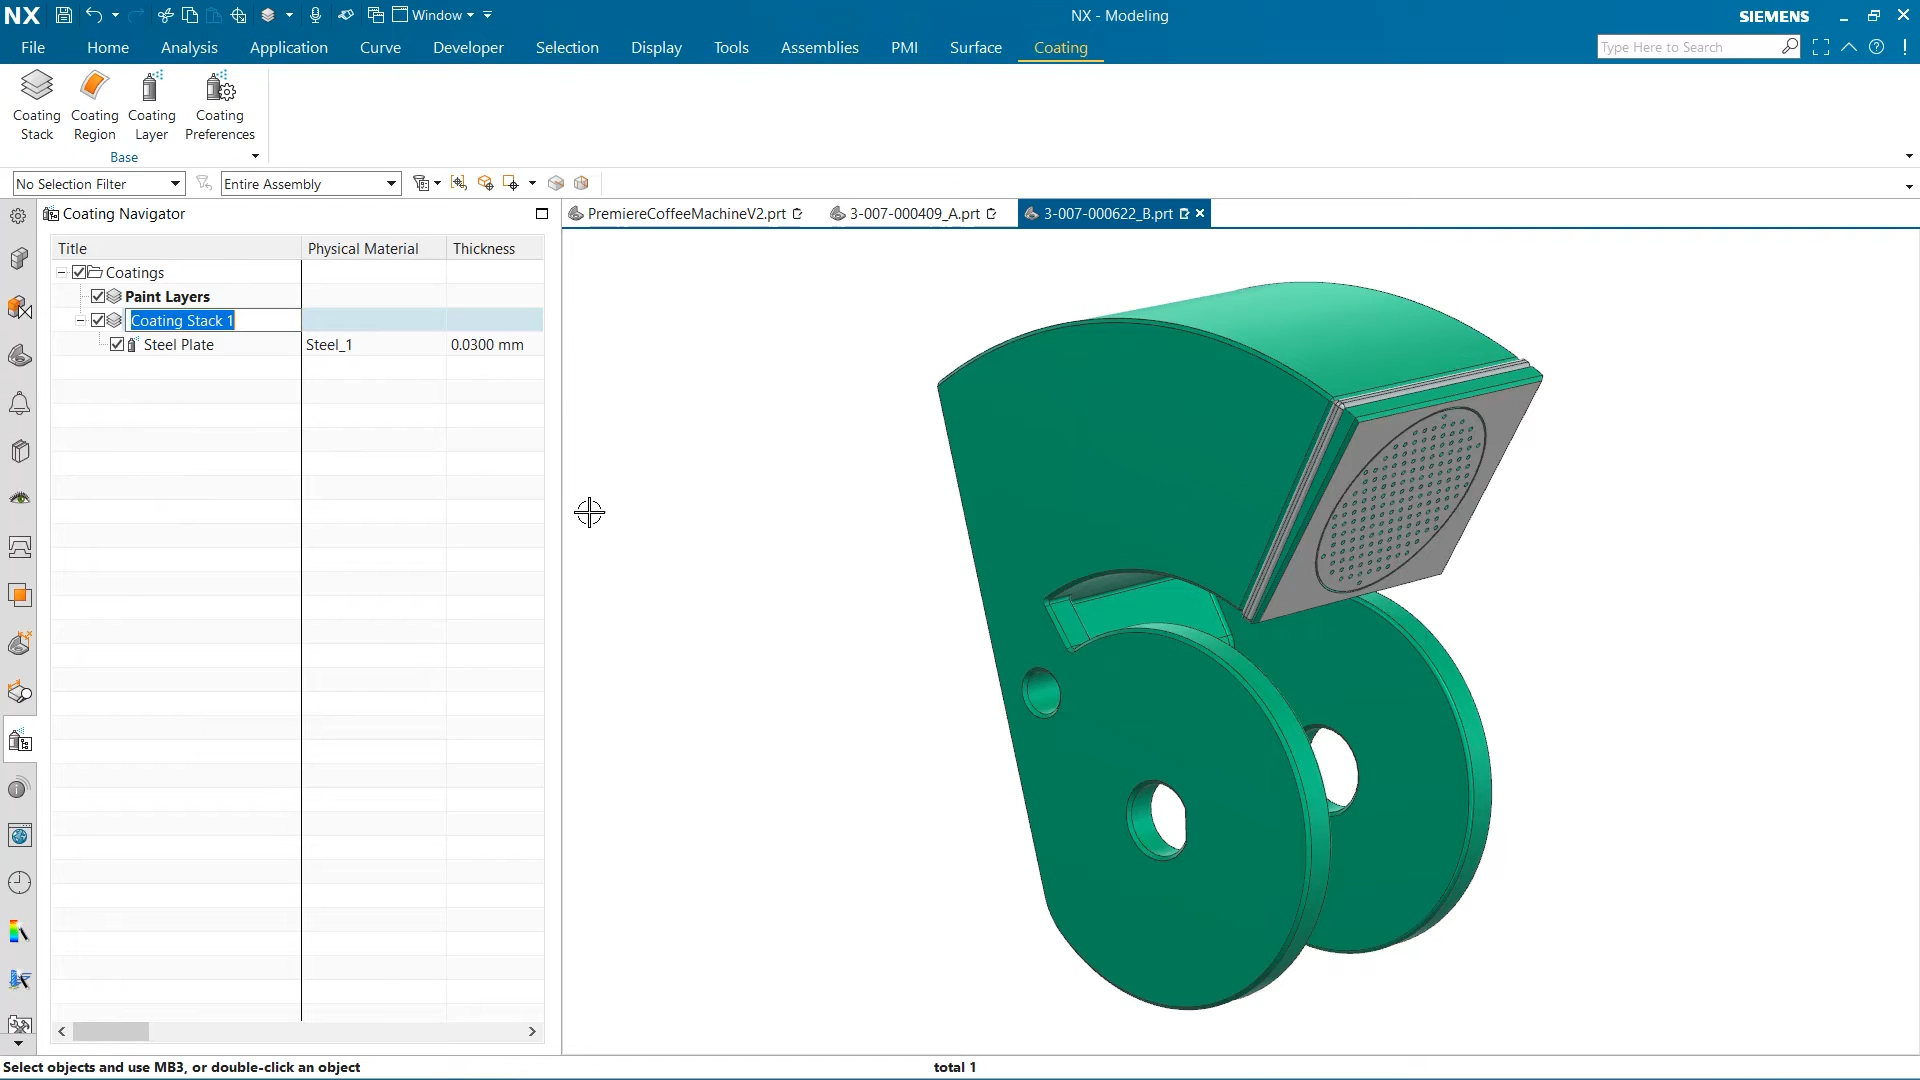 NX
Window
NX - Modeling
SIEMENS
File
Home
Analysis
Application
Curve
Developer
Selection
Display
Tools
Assemblies
PMI
Surface
Coating
Type Here to Search
Coating Stack
Coating Region
Coating Layer
Coating Preferences
Base
No Selection Filter
Entire Assembly
Coating Navigator
PremiereCoffeeMachineV2.prt
3-007-000409_A.prt
3-007-000622_B.prt
Title
Physical Material
Thickness
Coatings
Paint Layers
Coating Stack 1
Steel Plate
Steel_1
0.0300 mm
Select objects and use MB3, or double-click an object
total 1